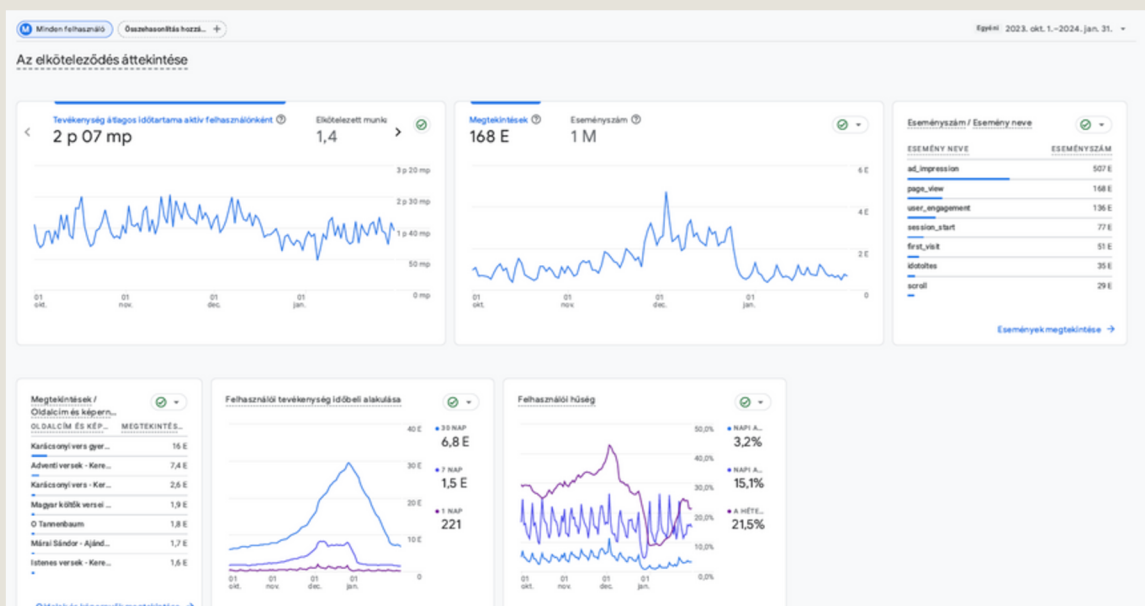 M Minden felhasználó Összehasonlítás hozzá... +
Egyéni 2023. okt. 1.–2024. jan. 31.
Az elköteleződés áttekintése
Tevékenység átlagos időtartama aktív felhasználónként
2 p 07 mp
Elkötelezett munka
1,4
3 p 20 mp
2 p 30 mp
1 p 40 mp
50 mp
0 mp
01 okt.
01 nov.
01 dec.
01 jan.
Megtekintések
168 E
Eseményszám
1 M
6 E
4 E
2 E
0
01 okt.
01 nov.
01 dec.
01 jan.
Eseményszám / Esemény neve
ESEMÉNY NEVE ESEMÉNYSZÁM
ad_impression 507 E
page_view 168 E
user_engagement 136 E
session_start 77 E
first_visit 51 E
idotoltes 35 E
scroll 29 E
Események megtekintése →
Megtekintések /
Oldalcím és képern...
OLDALCÍM ÉS KÉP... MEGTEKINTÉS...
Karácsonyi vers gyer... 16 E
Adventi versek - Kere... 7,4 E
Karácsonyi vers - Ker... 2,6 E
Magyar költők versei ... 1,9 E
O Tannenbaum 1,8 E
Márai Sándor - Ajánd... 1,7 E
Istenes versek - Kere... 1,6 E
Felhasználói tevékenység időbeli alakulása
40 E
30 E
20 E
10 E
0
01 okt.
01 nov.
01 dec.
01 jan.
30 NAP
6,8 E
7 NAP
1,5 E
1 NAP
221
Felhasználói hűség
50,0%
40,0%
30,0%
20,0%
10,0%
0,0%
01 okt.
01 nov.
01 dec.
01 jan.
NAPI A...
3,2%
NAPI A...
15,1%
A HÉTE...
21,5%